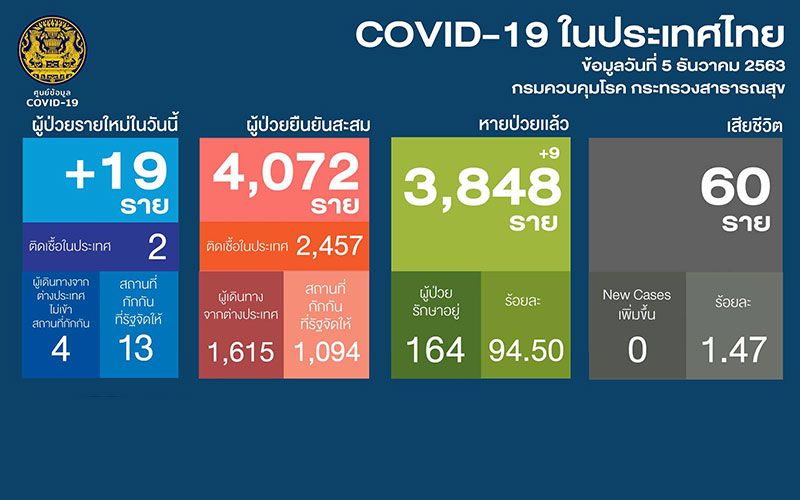 COVID-19 ในประเทศไทย
ข้อมูลวันที่ 5 ธันวาคม 2563
กรมควบคุมโรค กระทรวงสาธารณสุข
ศูนย์ข้อมูล
COVID-19
ผู้ป่วยรายใหม่ในวันนี้
+19
ราย
ติดเชื้อในประเทศ 2
ผู้เดินทางจาก
ต่างประเทศ
ไม่เข้า
สถานที่กักกัน
4
สถานที่
กักกัน
ที่รัฐจัดให้
13
ผู้ป่วยยืนยันสะสม
4,072
ราย
ติดเชื้อในประเทศ 2,457
ผู้เดินทาง
จากต่างประเทศ
1,615
สถานที่
กักกัน
ที่รัฐจัดให้
1,094
หายป่วยแล้ว
+9
3,848
ราย
ผู้ป่วย
รักษาอยู่
164
ร้อยละ
94.50
เสียชีวิต
60
ราย
New Cases
เพิ่มขึ้น
0
ร้อยละ
1.47